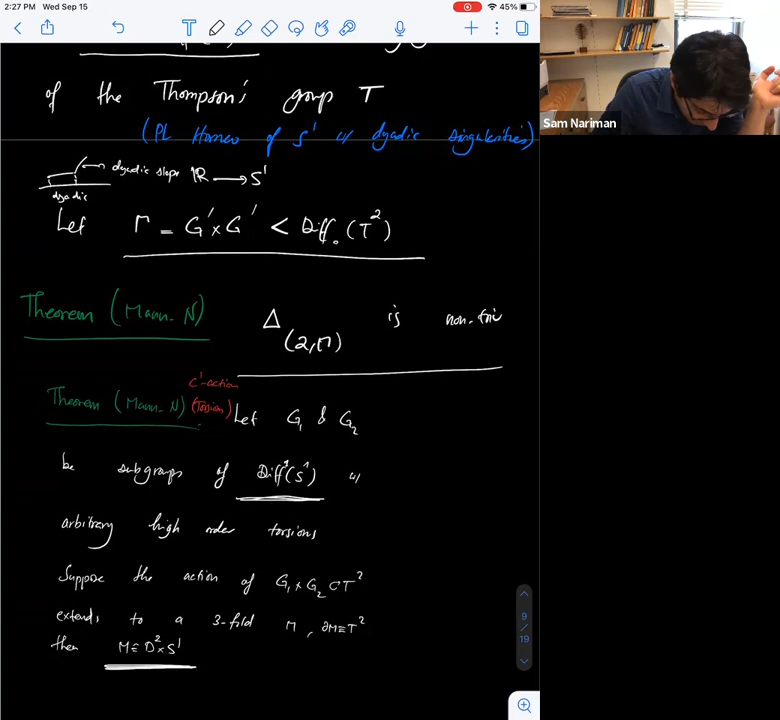 2:27 PM Wed Sep 15
45%
of the Thompson's group T
(PL Homeo of S¹ w/ dyadic singularities)
dyadic slope ℝ → S¹
dyadic
Let Γ = G' × G' < Diff₀(T²)
Theorem (Mann-N) Δ(2,Γ) is non-triv
Theorem (Mann-N) C¹-action (Torsion) Let G₁ & G₂
be subgroups of Diff¹(S¹) w/
arbitrary high order torsions
Suppose the action of G₁ × G₂ ↻ T²
extends to a 3-fold M, ∂M ≅ T²
then M ≅ D² × S¹
Sam Nariman
9
/
19